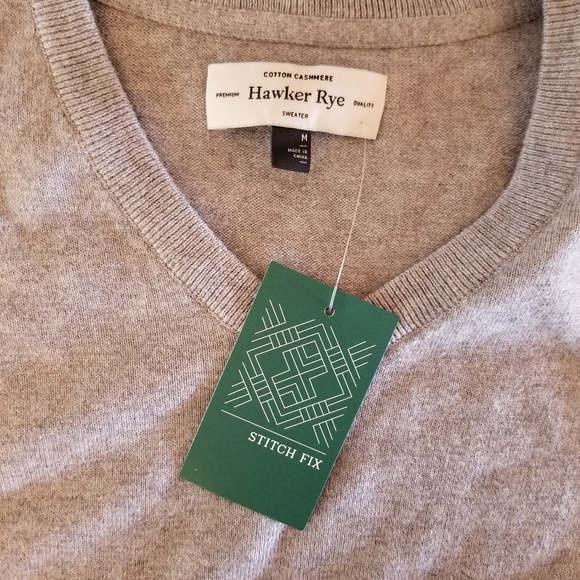 COTTON CASHMERE
PREMIUM Hawker Rye QUALITY
SWEATER
M
MADE IN
CHINA
STITCH FIX